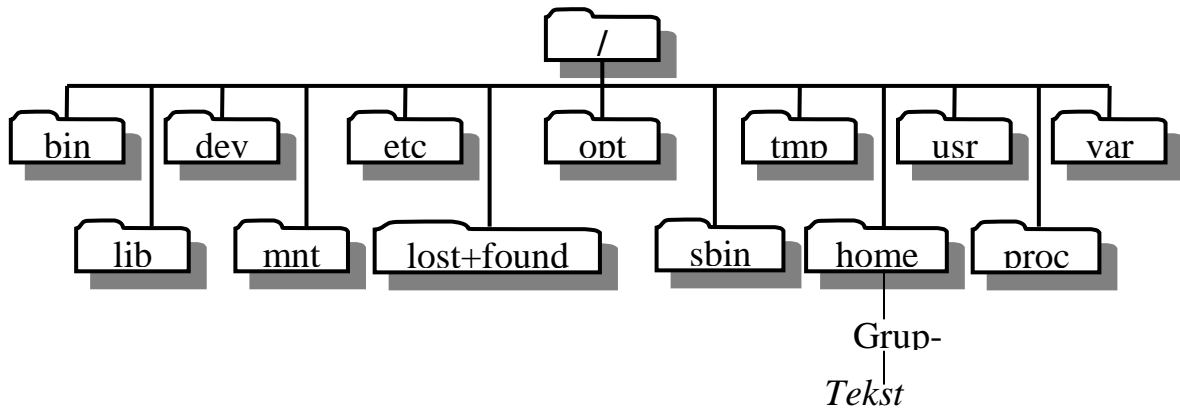 /
bin dev etc opt tmp usr var
lib mnt lost+found sbin home proc
Grup-
Tekst